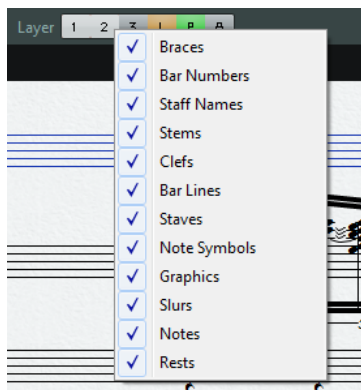 Layer 1 2
Braces
Bar Numbers
Staff Names
Stems
Clefs
Bar Lines
Staves
Note Symbols
Graphics
Slurs
Notes
Rests